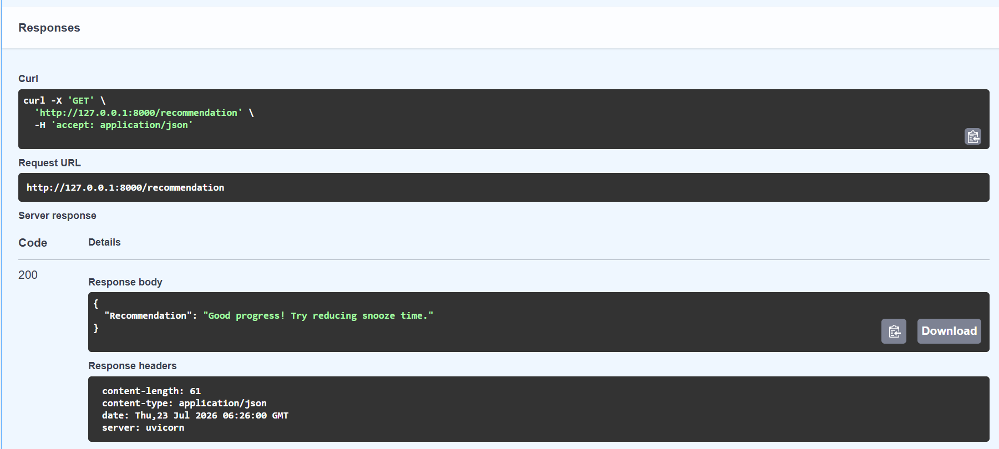 Responses
Curl
curl -X 'GET' \
  'http://127.0.0.1:8000/recommendation' \
  -H 'accept: application/json'
Request URL
http://127.0.0.1:8000/recommendation
Server response
Code Details
200
Response body
{
  "Recommendation": "Good progress! Try reducing snooze time."
}
Download
Response headers
content-length: 61
content-type: application/json
date: Thu,23 Jul 2026 06:26:00 GMT
server: uvicorn